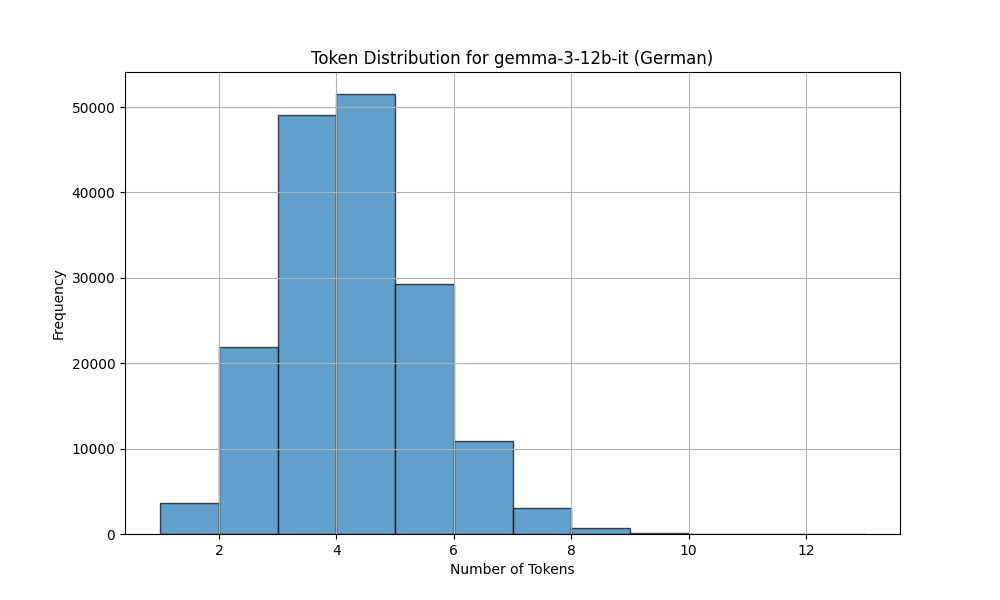 Token Distribution for gemma-3-12b-it (German)
50000
40000
30000
20000
10000
0
Frequency
2 4 6 8 10 12
Number of Tokens